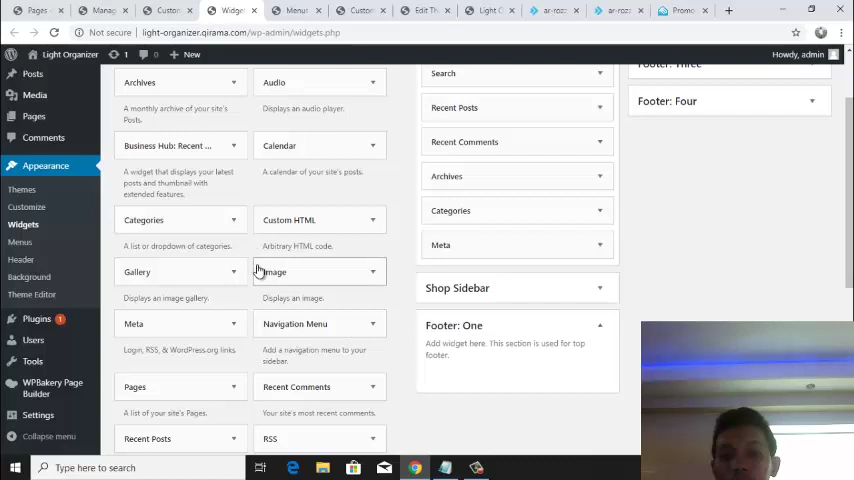 Pages -
Manag
Custom
Widge
Menus
Custom
Edit Th
Light O
ar-roza
ar-roza
Promo
Not secure
light-organizer.qirama.com/wp-admin/widgets.php
Light Organizer
1
0
New
Howdy, admin
Posts
Media
Pages
Comments
Appearance
Themes
Customize
Widgets
Menus
Header
Background
Theme Editor
Plugins 1
Users
Tools
WPBakery Page
Builder
Settings
Collapse menu
Archives
A monthly archive of your site's
Posts.
Audio
Displays an audio player.
Business Hub: Recent ...
A widget that displays your latest
posts and thumbnail with
extended features.
Calendar
A calendar of your site's posts.
Categories
A list or dropdown of categories.
Custom HTML
Arbitrary HTML code.
Gallery
Displays an image gallery.
Image
Displays an image.
Meta
Login, RSS, & WordPress.org links.
Navigation Menu
Add a navigation menu to your
sidebar.
Pages
A list of your site's Pages.
Recent Comments
Your site's most recent comments.
Recent Posts
RSS
Search
Recent Posts
Recent Comments
Archives
Categories
Meta
Shop Sidebar
Footer: One
Add widget here. This section is used for top
footer.
Footer: Three
Footer: Four
Type here to search